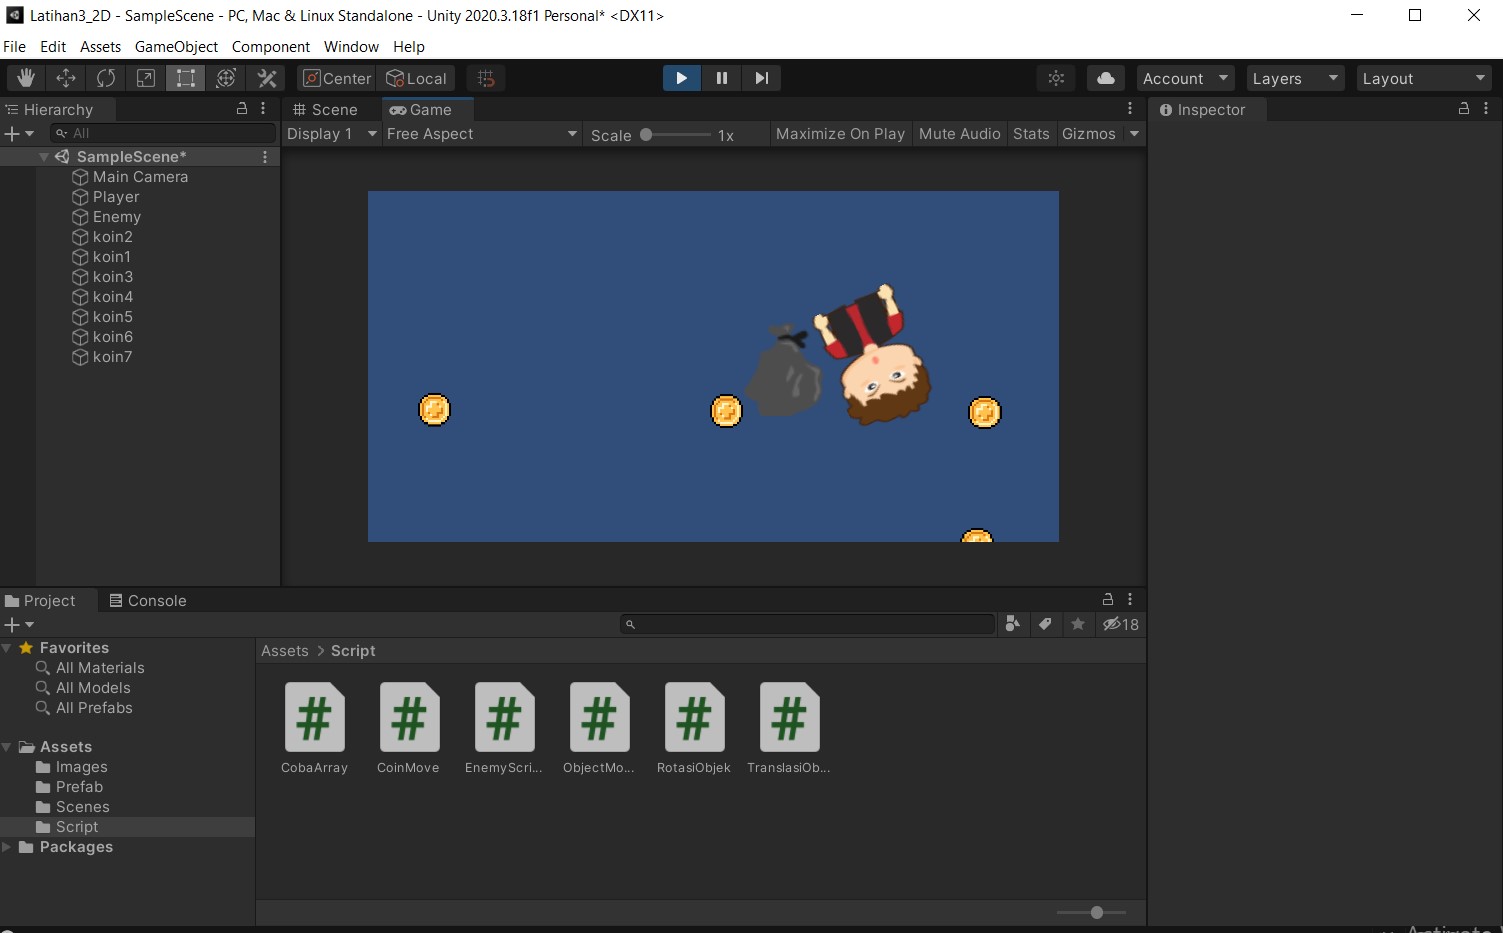 Latihan3_2D - SampleScene - PC, Mac & Linux Standalone - Unity 2020.3.18f1 Personal* <DX11>
File Edit Assets GameObject Component Window Help
Center Local Account Layers Layout
Hierarchy
All
SampleScene*
Main Camera
Player
Enemy
koin2
koin1
koin3
koin4
koin5
koin6
koin7
Scene Game
Display 1 Free Aspect Scale 1x Maximize On Play Mute Audio Stats Gizmos
Inspector
Project Console
18
Favorites
All Materials
All Models
All Prefabs
Assets
Images
Prefab
Scenes
Script
Packages
Assets > Script
CobaArray CoinMove EnemyScri... ObjectMo... RotasiObjek TranslasiOb...